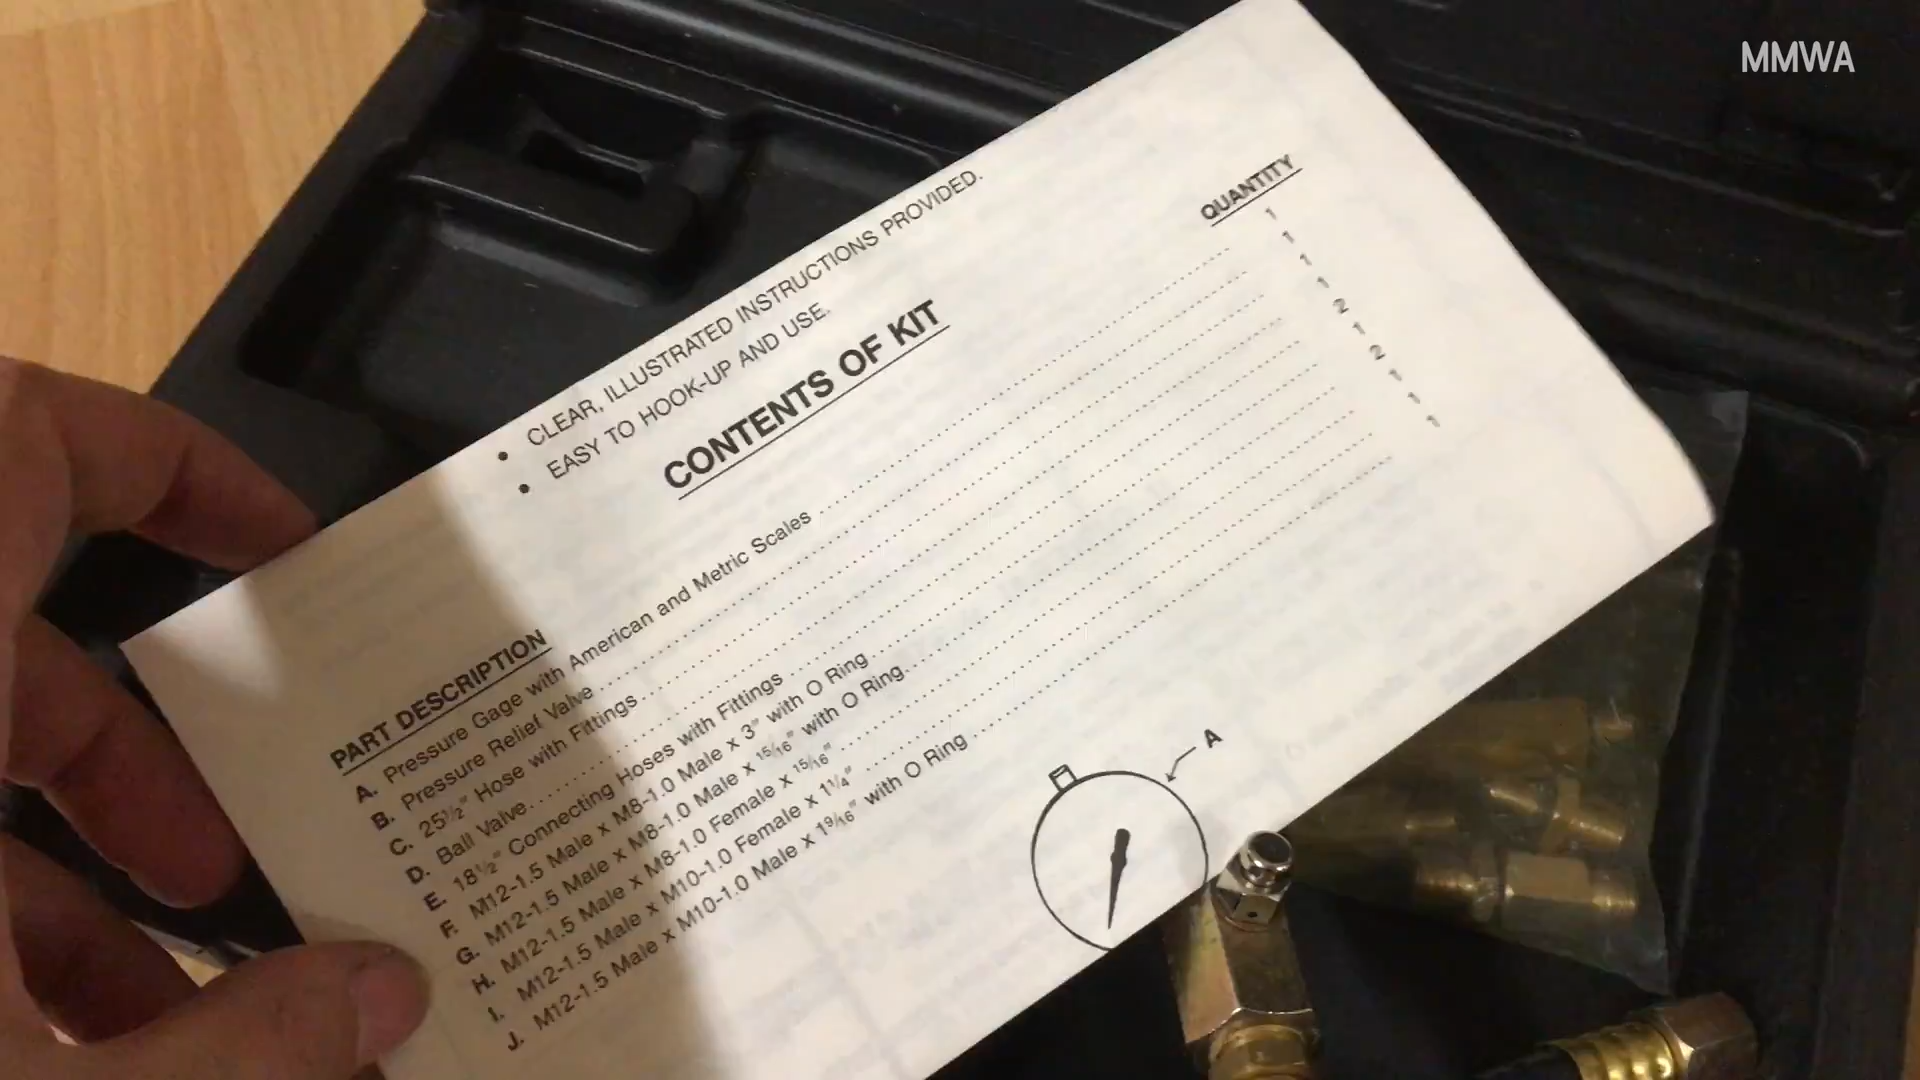 MMWA
• CLEAR, ILLUSTRATED INSTRUCTIONS PROVIDED.
• EASY TO HOOK-UP AND USE.
CONTENTS OF KIT
PART DESCRIPTION QUANTITY
A. Pressure Gage with American and Metric Scales 1
B. Pressure Relief Valve 1
C. 25½" Hose with Fittings 1
D. Ball Valve 1
E. 18½" Connecting Hoses with Fittings 2
F. M12-1.5 Male x M8-1.0 Male x 3" with O Ring 1
G. M12-1.5 Male x M8-1.0 Male x 15/16" with O Ring 2
H. M12-1.5 Male x M8-1.0 Female x 15/16" 1
I. M12-1.5 Male x M10-1.0 Female x 1¼" 1
J. M12-1.5 Male x M10-1.0 Male x 1 9/16" with O Ring 1
A